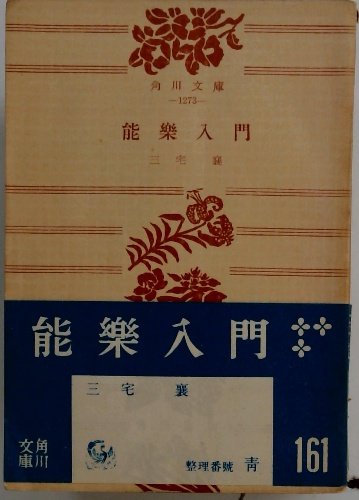 角川文庫
—1273—
能樂入門
三宅襄
能樂入門
三宅襄
角川文庫
整理番號 青
161